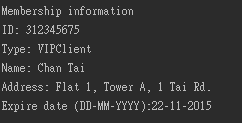 Membership information
ID: 312345675
Type: VIPClient
Name: Chan Tai
Address: Flat 1, Tower A, 1 Tai Rd.
Expire date (DD-MM-YYYY):22-11-2015